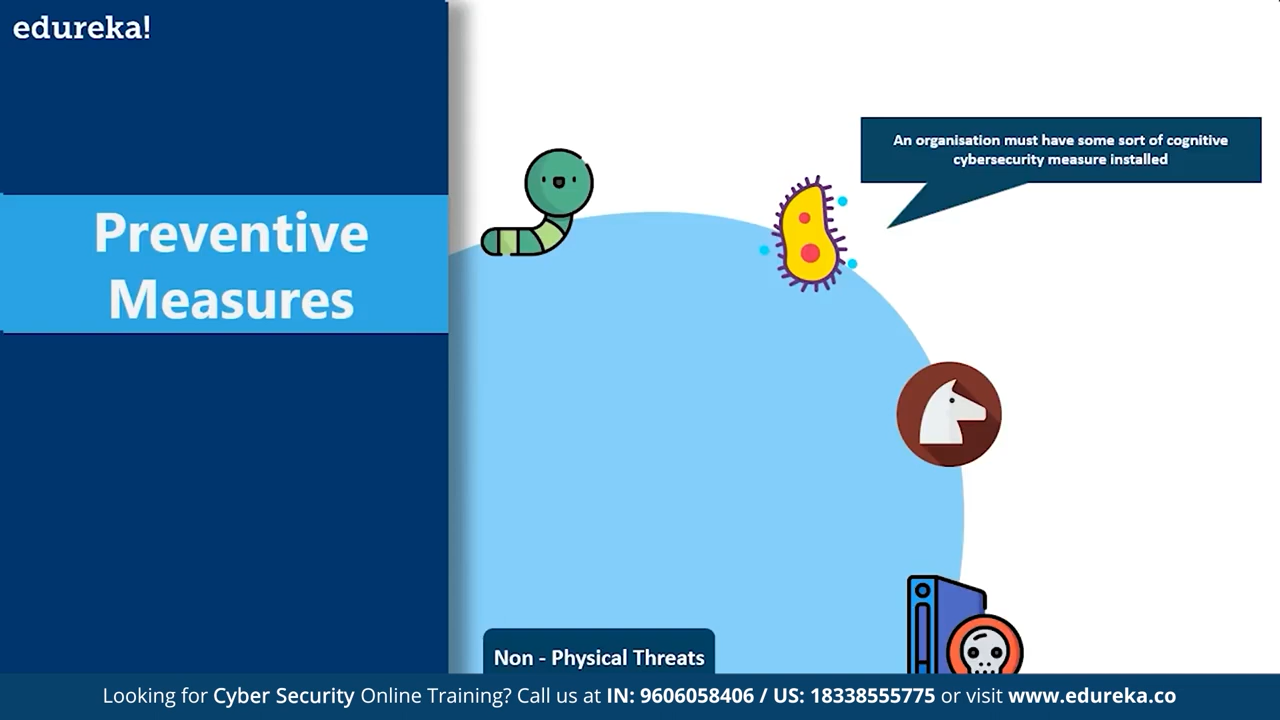 edureka!
Preventive
Measures
An organisation must have some sort of cognitive
cybersecurity measure installed
Non - Physical Threats
Looking for Cyber Security Online Training? Call us at IN: 9606058406 / US: 18338555775 or visit www.edureka.co